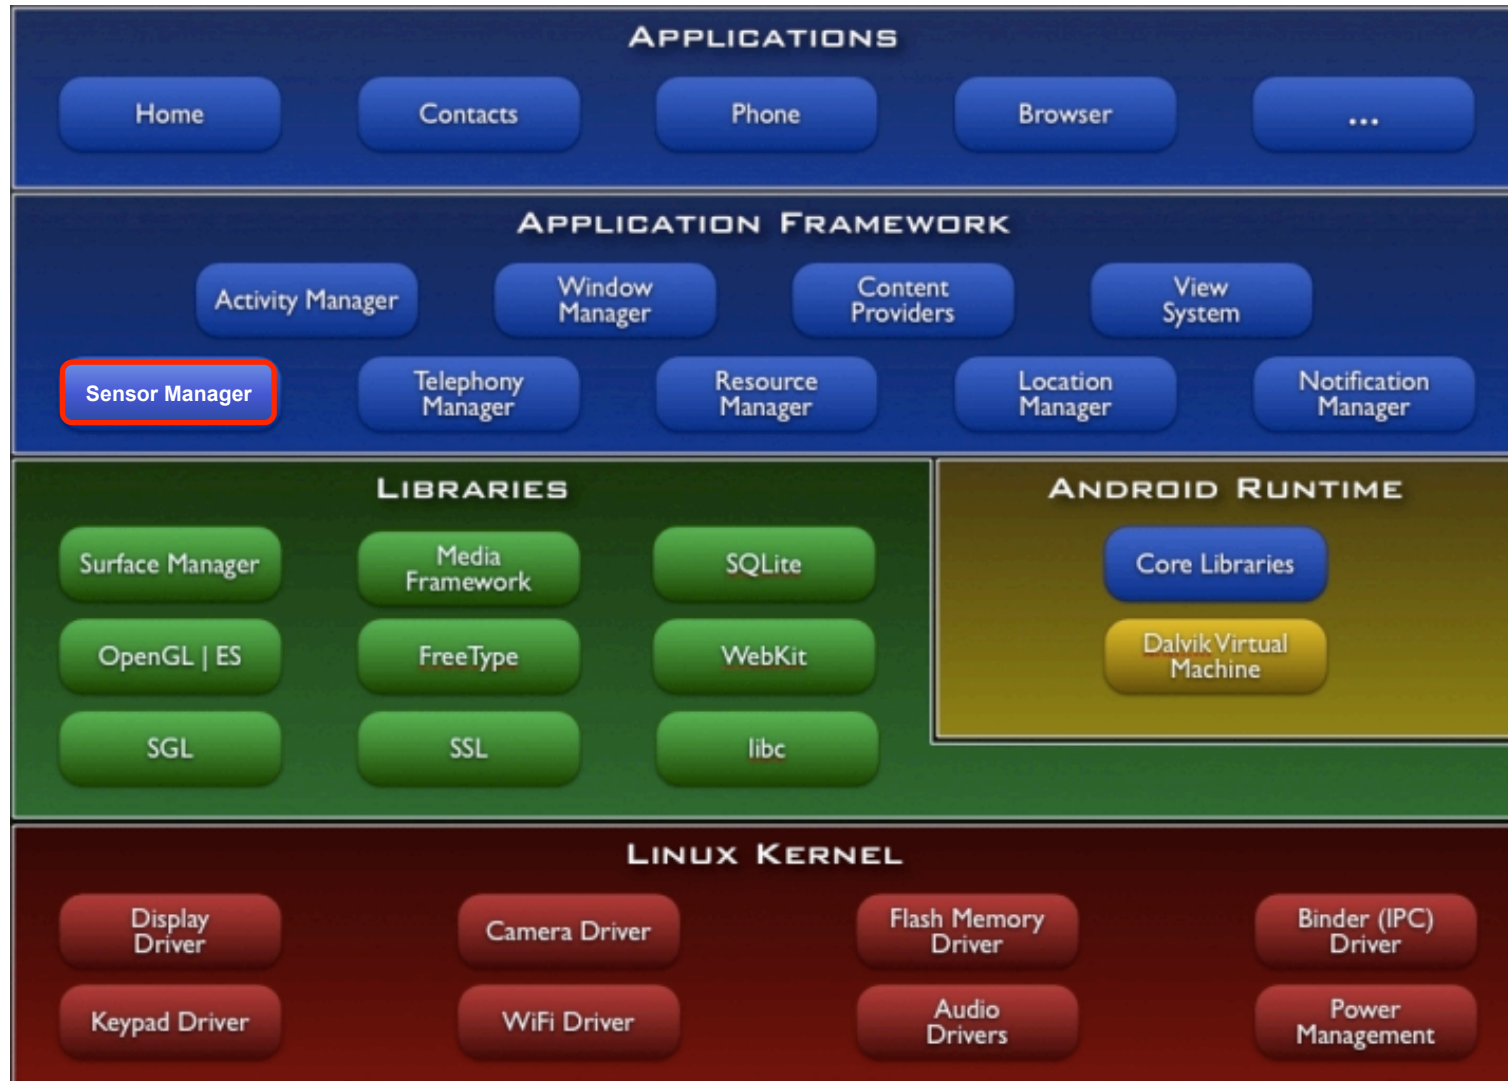 APPLICATIONS
Home
Contacts
Phone
Browser
...
APPLICATION FRAMEWORK
Activity Manager
Window
Manager
Content
Providers
View
System
Sensor Manager
Telephony
Manager
Resource
Manager
Location
Manager
Notification
Manager
LIBRARIES
Surface Manager
Media
Framework
SQLite
OpenGL | ES
FreeType
WebKit
SGL
SSL
libc
ANDROID RUNTIME
Core Libraries
Dalvik Virtual
Machine
LINUX KERNEL
Display
Driver
Camera Driver
Flash Memory
Driver
Binder (IPC)
Driver
Keypad Driver
WiFi Driver
Audio
Drivers
Power
Management